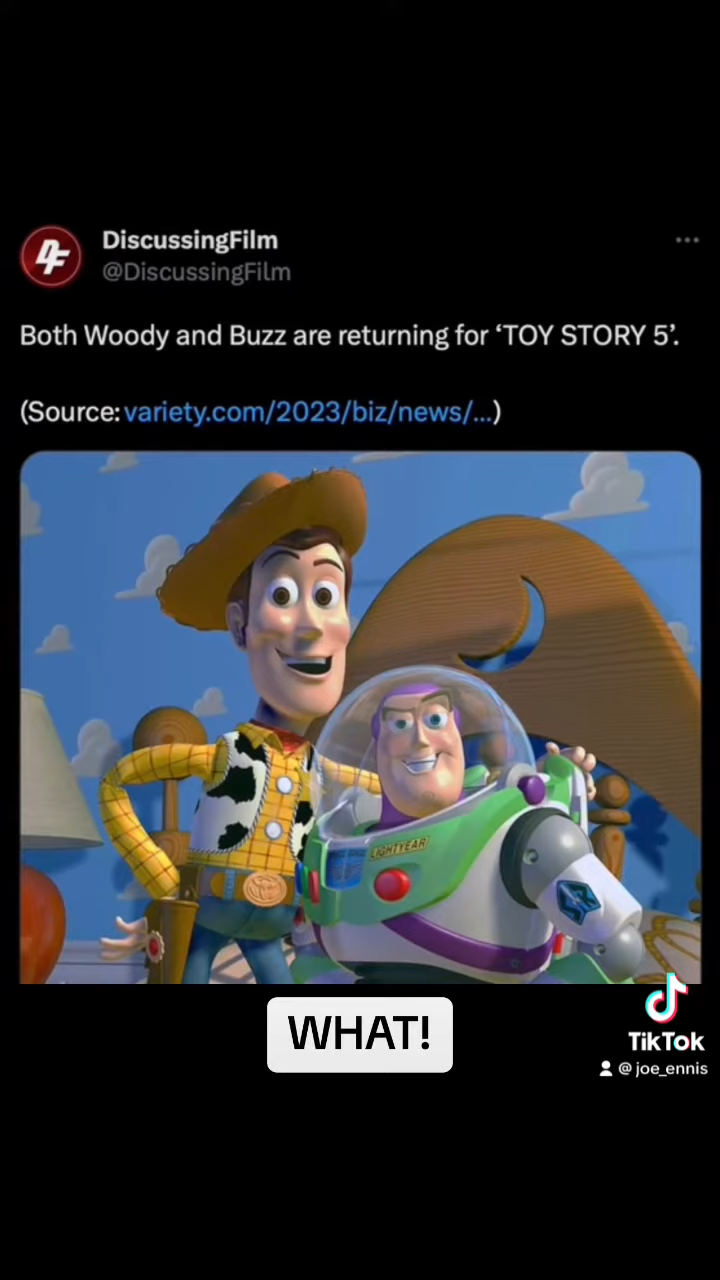 DiscussingFilm
@DiscussingFilm
Both Woody and Buzz are returning for ‘TOY STORY 5’.
(Source: variety.com/2023/biz/news/...)
LIGHTYEAR
WHAT!
TikTok
@joe_ennis